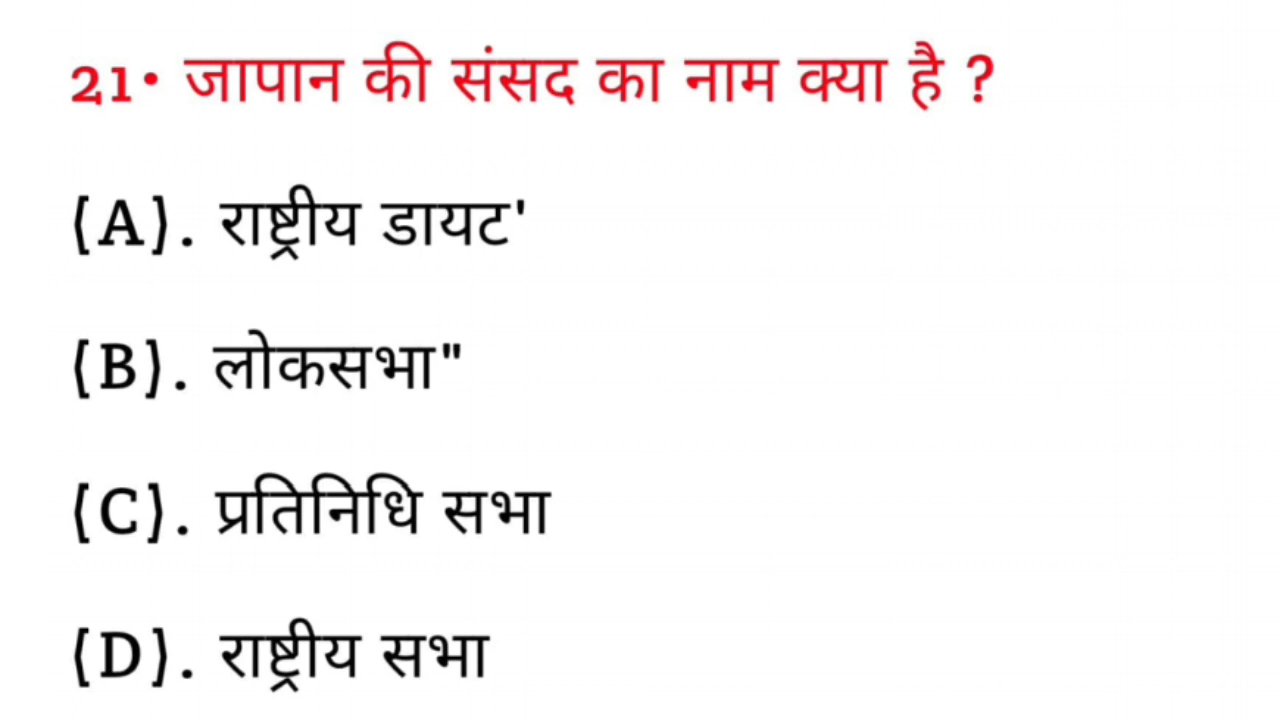 21• जापान की संसद का नाम क्या है ?
(A). राष्ट्रीय डायट'
(B). लोकसभा"
(C). प्रतिनिधि सभा
(D). राष्ट्रीय सभा